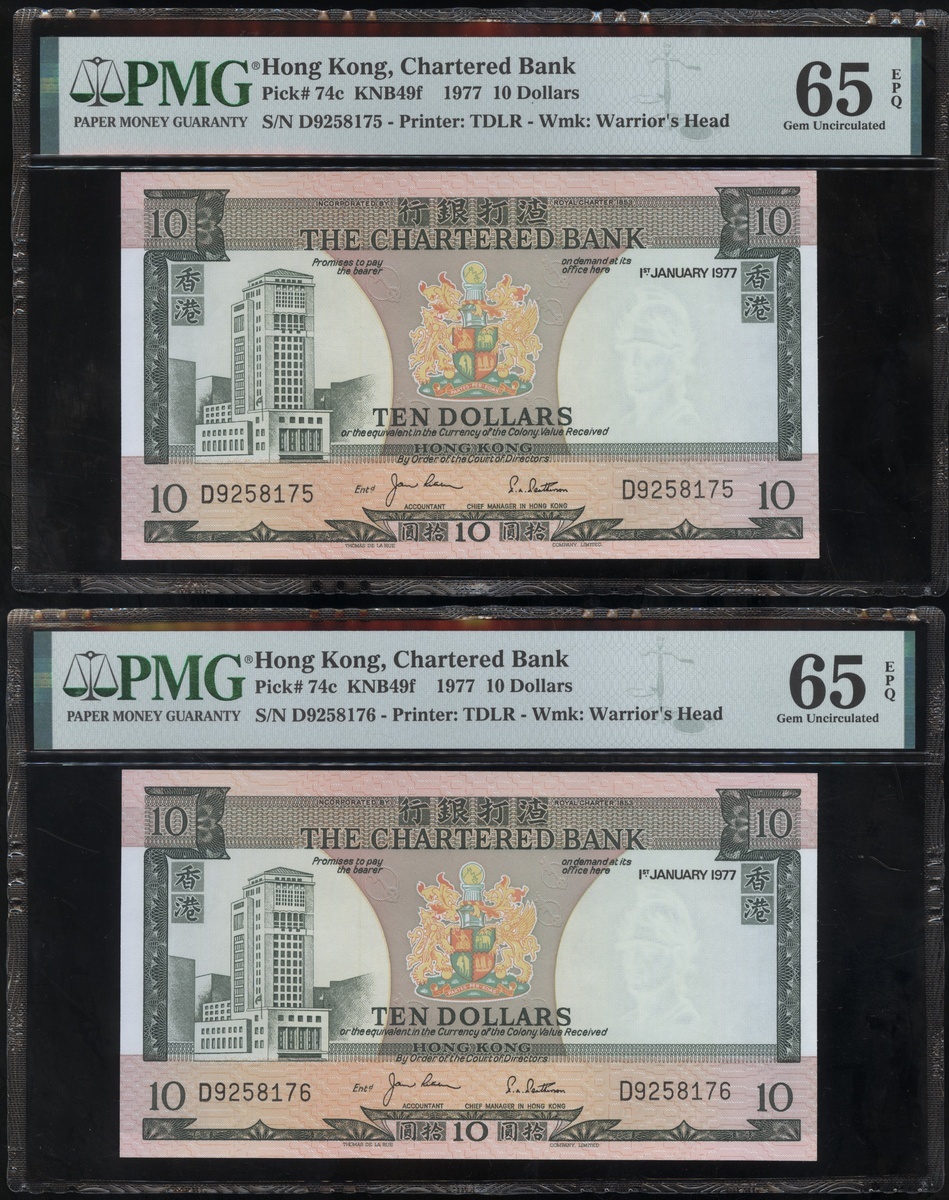 PMG®
PAPER MONEY GUARANTY
Hong Kong, Chartered Bank
Pick# 74c KNB49f 1977 10 Dollars
S/N D9258175 - Printer: TDLR - Wmk: Warrior's Head
65 EPQ
Gem Uncirculated
INCORPORATED BY 行銀打渣 ROYAL CHARTER 1853
10 10
THE CHARTERED BANK
Promises to pay the bearer
on demand at its office here
1ST JANUARY 1977
香港 香港
TEN DOLLARS
or the equivalent in the Currency of the Colony, Value Received
HONG KONG
By Order of the Court of Directors
10 D9258175 Entd D9258175 10
ACCOUNTANT CHIEF MANAGER IN HONG KONG
圓拾 10 圓拾
THOMAS DE LA RUE COMPANY, LIMITED.
PMG®
PAPER MONEY GUARANTY
Hong Kong, Chartered Bank
Pick# 74c KNB49f 1977 10 Dollars
S/N D9258176 - Printer: TDLR - Wmk: Warrior's Head
65 EPQ
Gem Uncirculated
INCORPORATED BY 行銀打渣 ROYAL CHARTER 1853
10 10
THE CHARTERED BANK
Promises to pay the bearer
on demand at its office here
1ST JANUARY 1977
香港 香港
TEN DOLLARS
or the equivalent in the Currency of the Colony, Value Received
HONG KONG
By Order of the Court of Directors
10 D9258176 Entd D9258176 10
ACCOUNTANT CHIEF MANAGER IN HONG KONG
圓拾 10 圓拾
THOMAS DE LA RUE COMPANY, LIMITED.